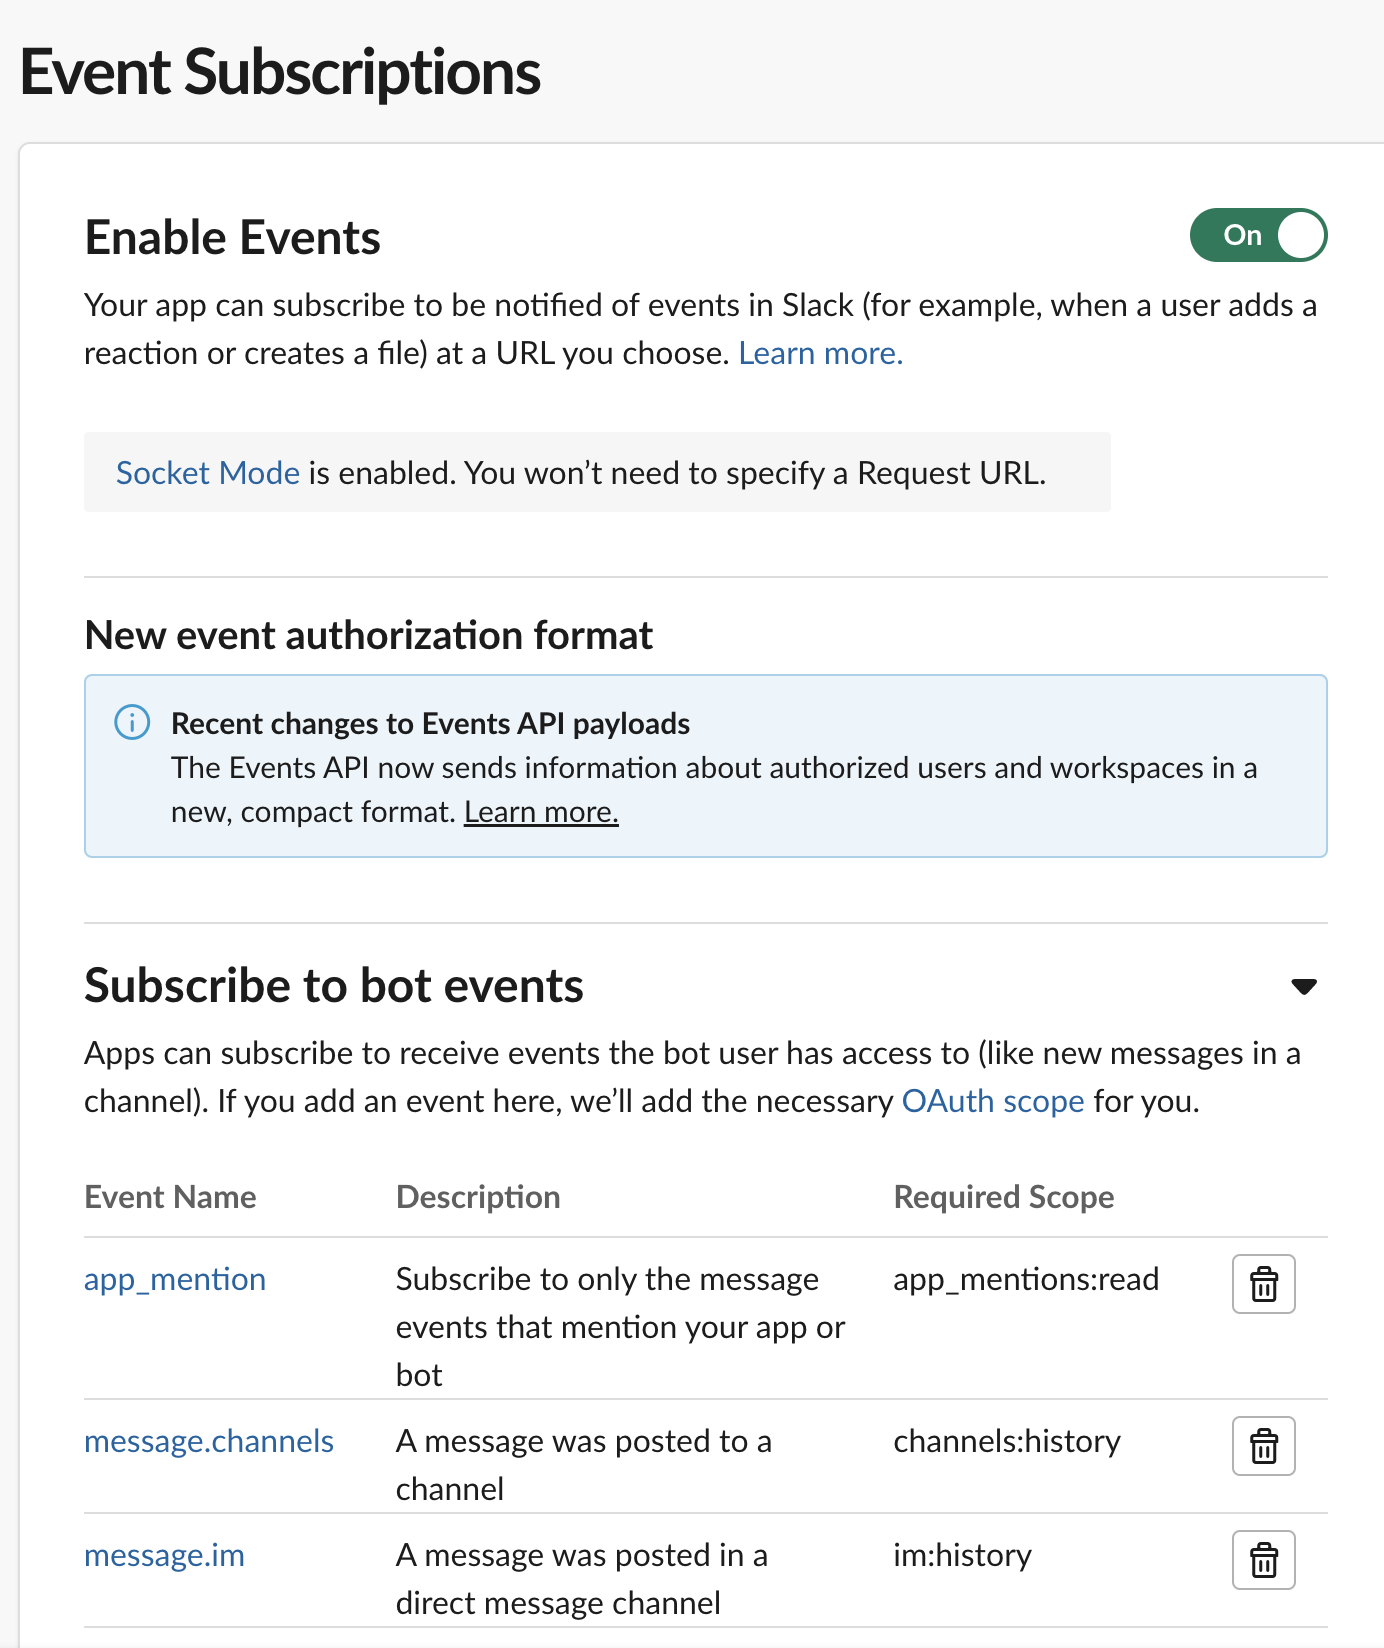 Event Subscriptions
Enable Events
On
Your app can subscribe to be notified of events in Slack (for example, when a user adds a
reaction or creates a file) at a URL you choose. Learn more.
Socket Mode is enabled. You won’t need to specify a Request URL.
New event authorization format
Recent changes to Events API payloads
The Events API now sends information about authorized users and workspaces in a
new, compact format. Learn more.
Subscribe to bot events
Apps can subscribe to receive events the bot user has access to (like new messages in a
channel). If you add an event here, we’ll add the necessary OAuth scope for you.
Event Name Description Required Scope
app_mention Subscribe to only the message app_mentions:read
events that mention your app or
bot
message.channels A message was posted to a channels:history
channel
message.im A message was posted in a im:history
direct message channel